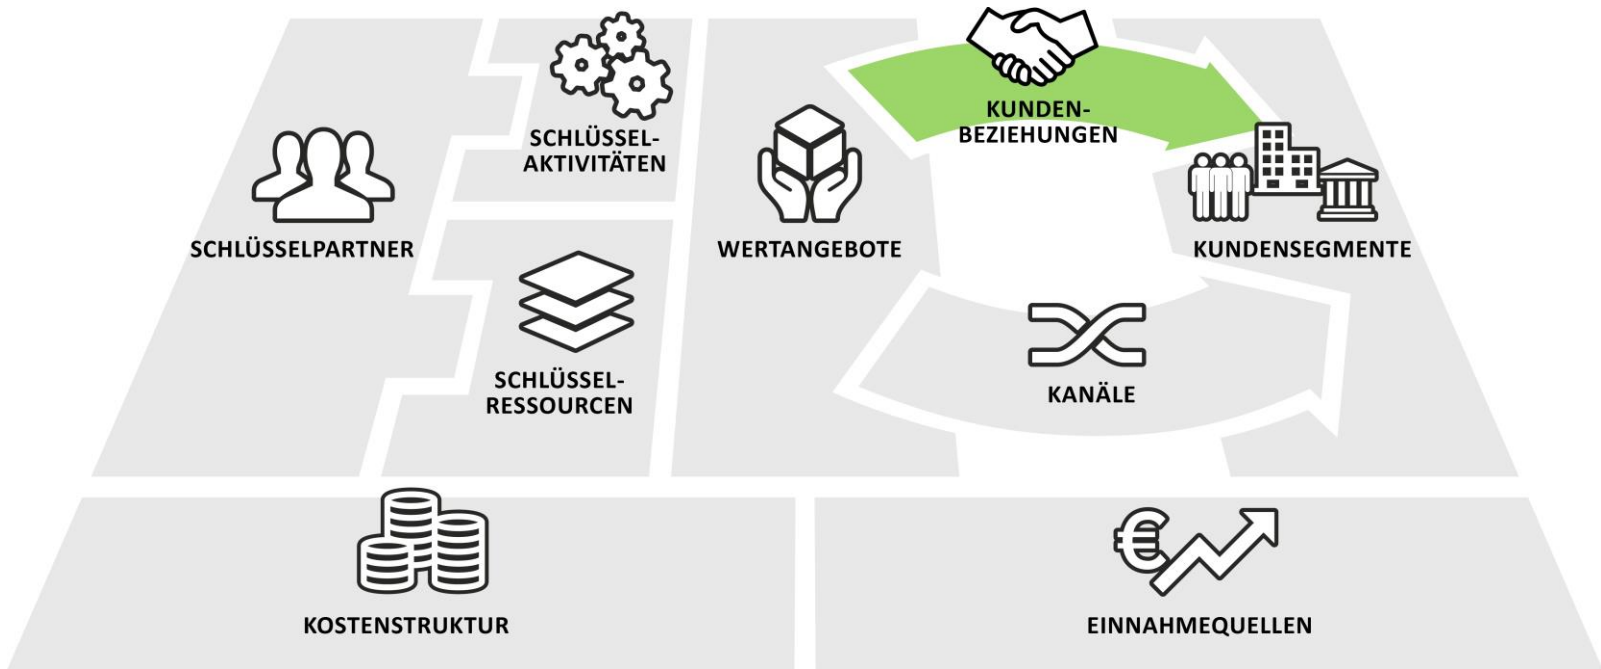 SCHLÜSSELPARTNER
SCHLÜSSEL-
AKTIVITÄTEN
SCHLÜSSEL-
RESSOURCEN
WERTANGEBOTE
KUNDEN-
BEZIEHUNGEN
KANÄLE
KUNDENSEGMENTE
KOSTENSTRUKTUR
€
EINNAHMEQUELLEN